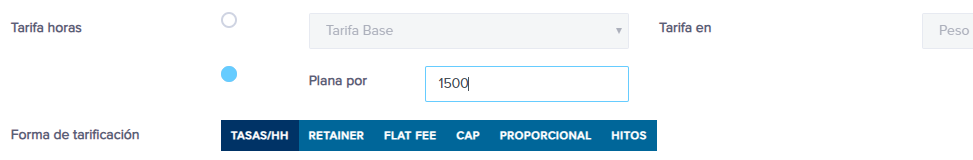 Tarifa horas Tarifa Base Tarifa en Peso
Plana por 1500
Forma de tarificación TASAS/HH RETAINER FLAT FEE CAP PROPORCIONAL HITOS